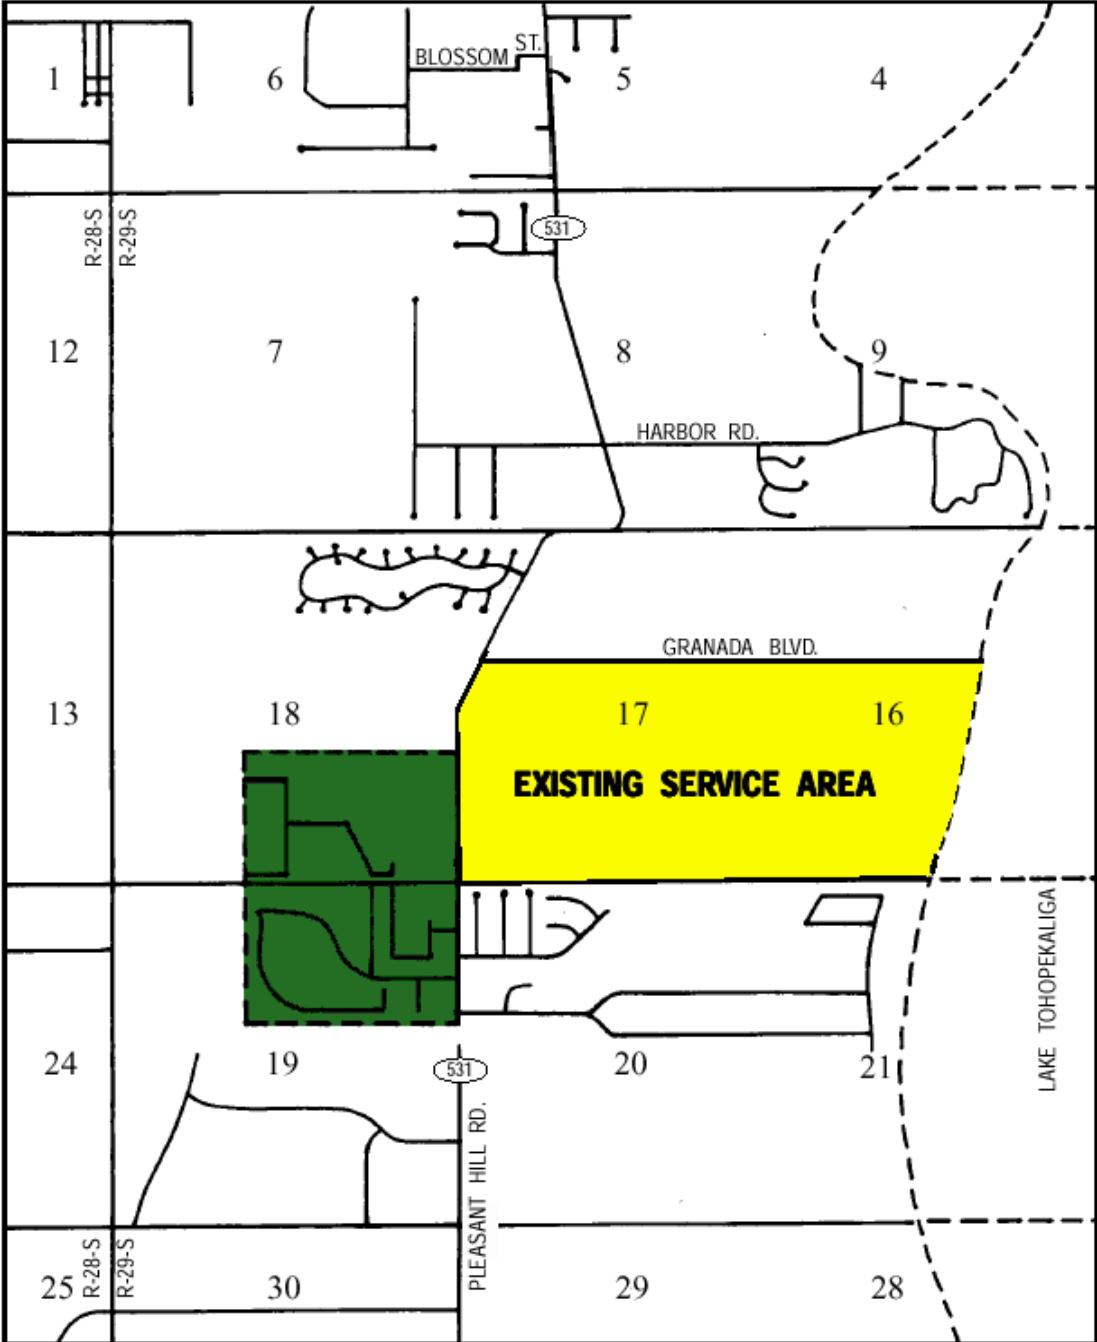 ST.
BLOSSOM
1
6
5
4
R-28-S
R-29-S
531
12
7
8
9
HARBOR RD.
GRANADA BLVD.
13
18
17
16
EXISTING SERVICE AREA
LAKE TOHOPEKALIGA
24
19
531
20
21
PLEASANT HILL RD.
R-28-S
R-29-S
25
30
29
28